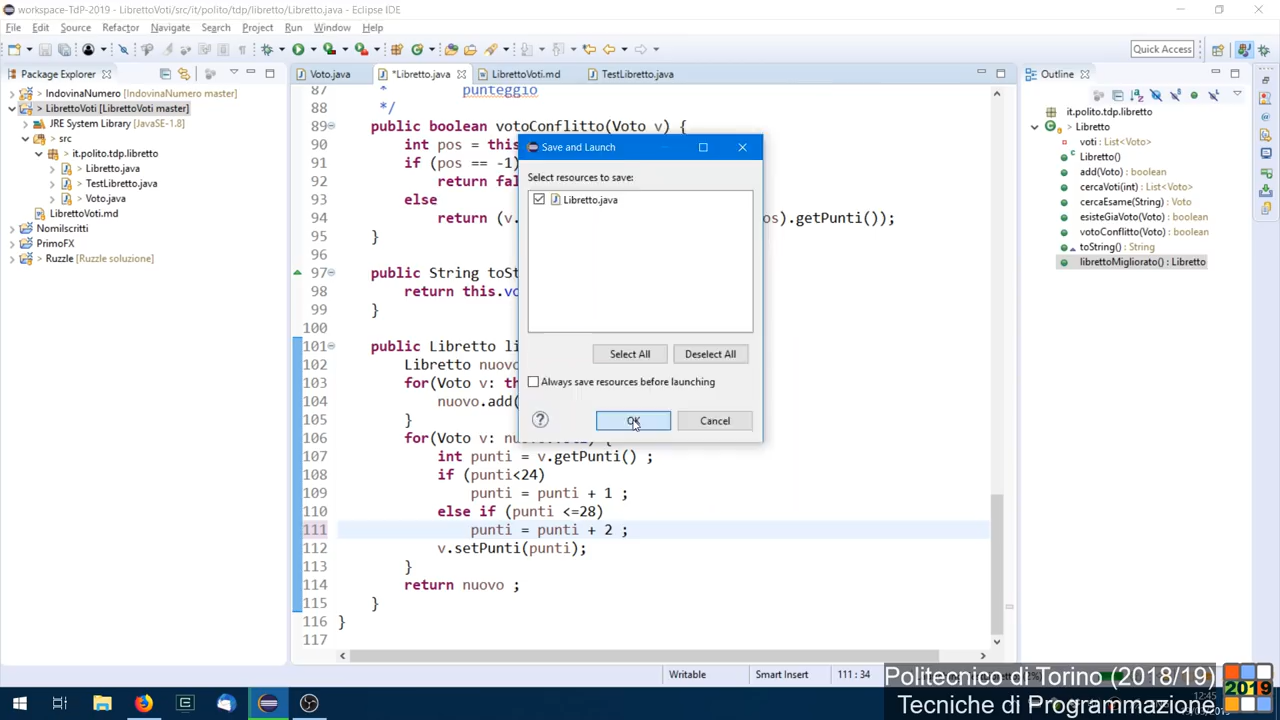 workspace-TdP-2019 - LibrettoVoti/src/it/polito/tdp/libretto/Libretto.java - Eclipse IDE
File Edit Source Refactor Navigate Search Project Run Window Help
Quick Access
Package Explorer
Voto.java
*Libretto.java
LibrettoVoti.md
TestLibretto.java
Outline
IndovinaNumero [IndovinaNumero master]
> LibrettoVoti [LibrettoVoti master]
JRE System Library [JavaSE-1.8]
> src
> it.polito.tdp.libretto
> Libretto.java
> TestLibretto.java
> Voto.java
LibrettoVoti.md
NomiIscritti
PrimoFX
> Ruzzle [Ruzzle soluzione]
87 * punteggio
88 */
89 public boolean votoConflitto(Voto v) {
90 int pos = this
91 if (pos == -1)
92 return fal
93 else
94 return (v. os).getPunti());
95 }
96
97 public String toSt
98 return this.vo
99 }
100
101 public Libretto li
102 Libretto nuovo
103 for(Voto v: th
104 nuovo.add(
105 }
106 for(Voto v:
107 int punti = v.getPunti() ;
108 if (punti<24)
109 punti = punti + 1 ;
110 else if (punti <=28)
111 punti = punti + 2 ;
112 v.setPunti(punti);
113 }
114 return nuovo ;
115 }
116 }
117
Save and Launch
Select resources to save:
Libretto.java
Select All Deselect All
Always save resources before launching
OK Cancel
it.polito.tdp.libretto
> Libretto
voti : List<Voto>
Libretto()
add(Voto) : boolean
cercaVoti(int) : List<Voto>
cercaEsame(String) : Voto
esisteGiaVoto(Voto) : boolean
votoConflitto(Voto) : boolean
toString() : String
librettoMigliorato() : Libretto
Writable Smart Insert 111 : 34
Politecnico di Torino (2018/19)
Tecniche di Programmazione
2019
12:45